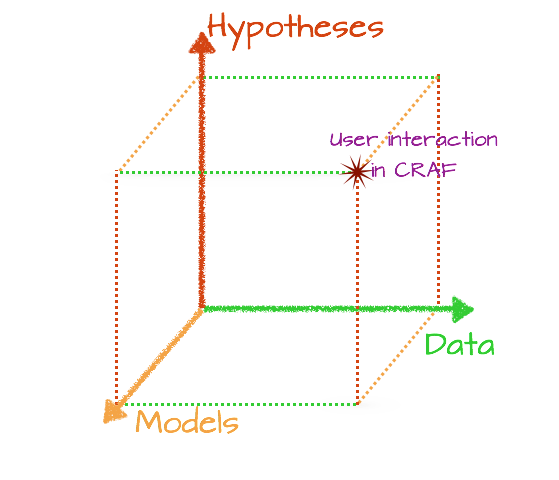 Hypotheses
User interaction
in CRAF
Data
Models